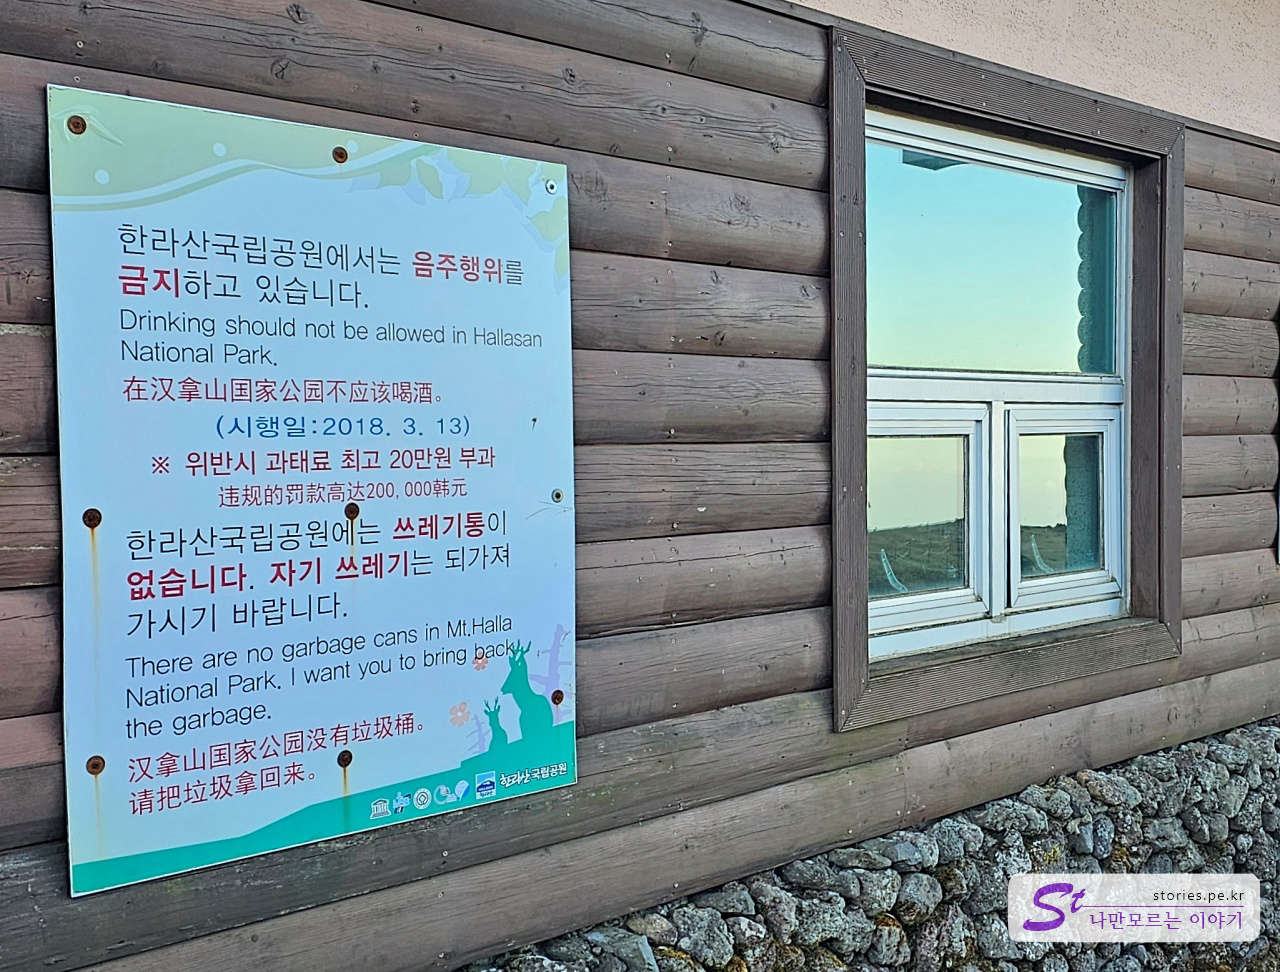 한라산국립공원에서는 음주행위를
금지하고 있습니다.
Drinking should not be allowed in Hallasan
National Park.
在汉拿山国家公园不应该喝酒。
(시행일:2018. 3. 13)
※ 위반시 과태료 최고 20만원 부과
违规的罚款高达200,000韩元
한라산국립공원에는 쓰레기통이
없습니다. 자기 쓰레기는 되가져
가시기 바랍니다.
There are no garbage cans in Mt.Halla
National Park. I want you to bring back
the garbage.
汉拿山国家公园没有垃圾桶。
请把垃圾拿回来。
한라산국립공원
St
stories.pe.kr
나만모르는 이야기